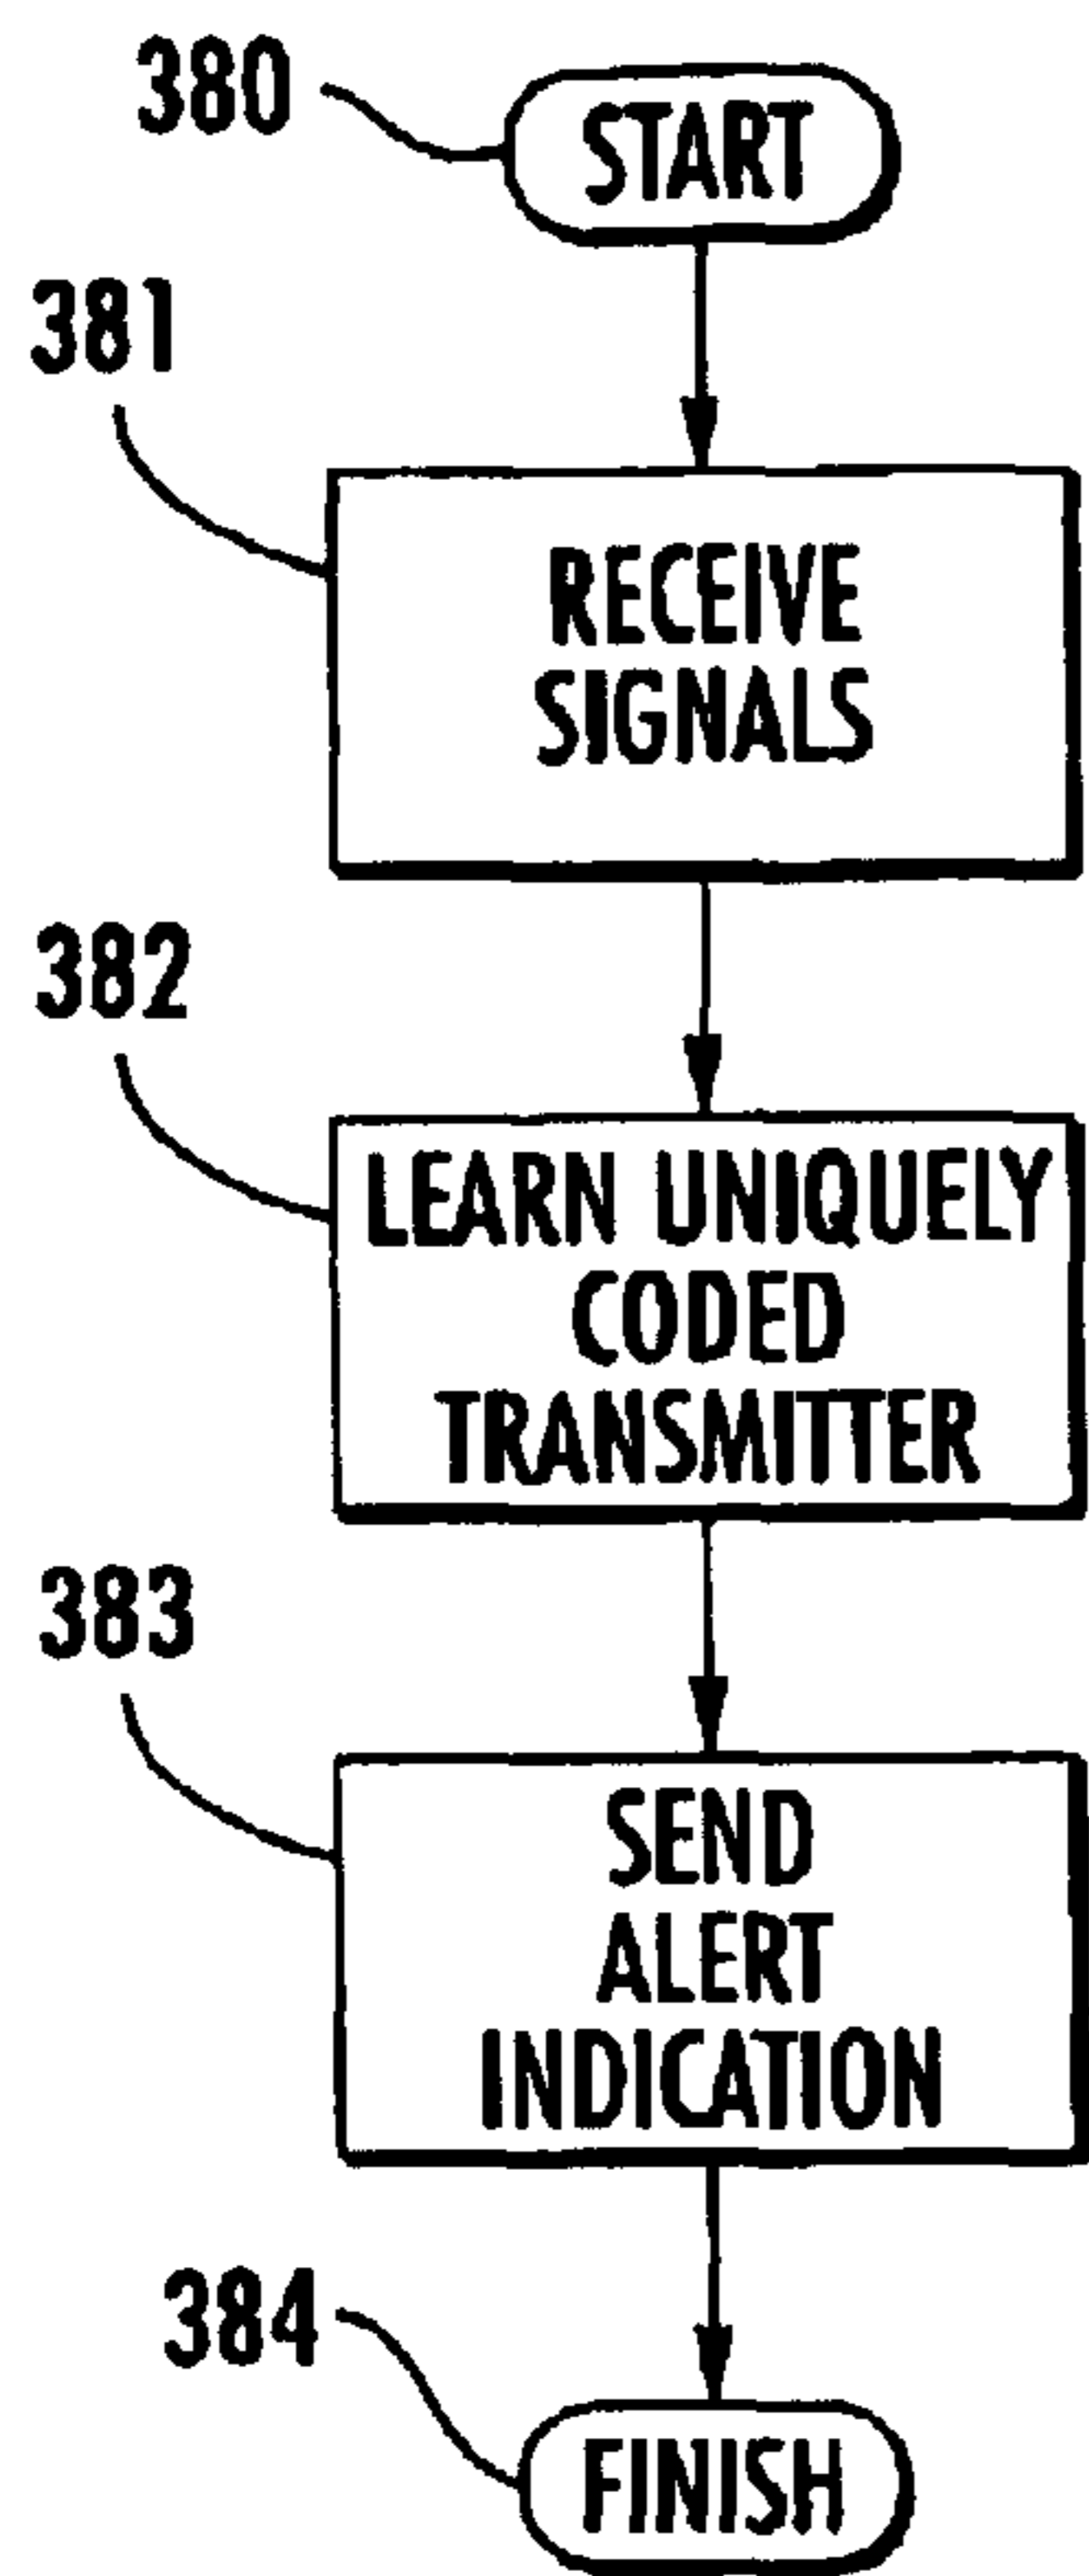 380
START
381
RECEIVE
SIGNALS
382
LEARN UNIQUELY
CODED
TRANSMITTER
383
SEND
ALERT
INDICATION
384
FINISH